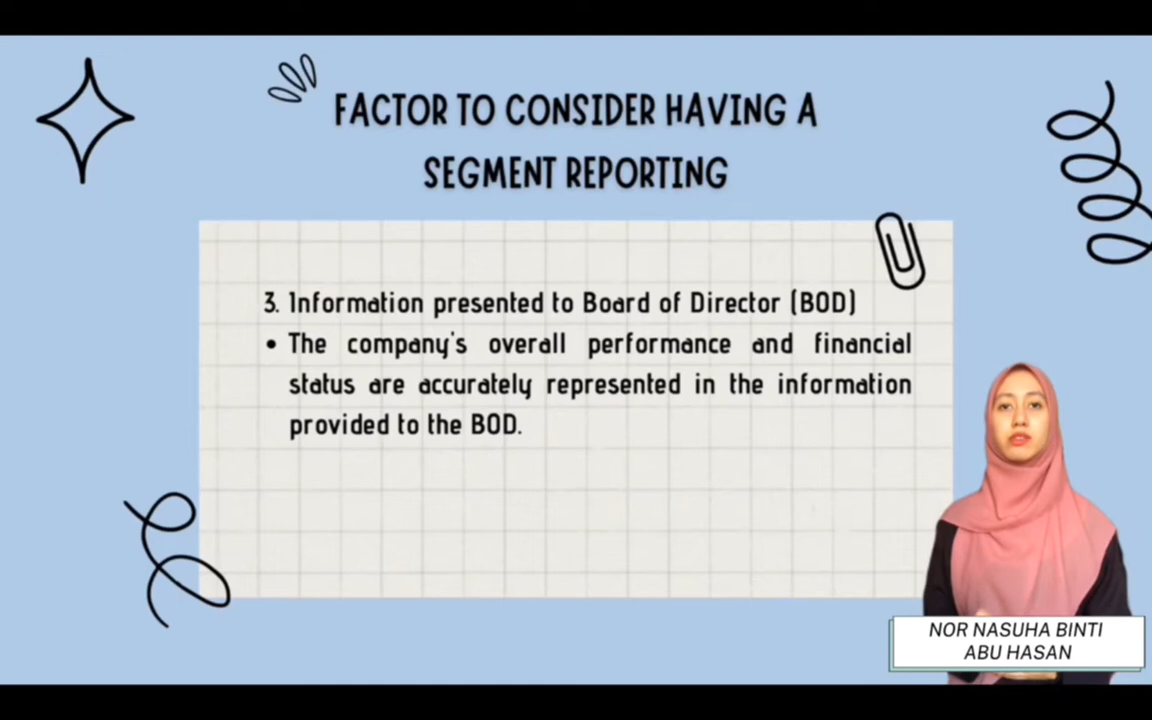 FACTOR TO CONSIDER HAVING A
SEGMENT REPORTING
3. Information presented to Board of Director (BOD)
• The company's overall performance and financial
status are accurately represented in the information
provided to the BOD.
NOR NASUHA BINTI
ABU HASAN